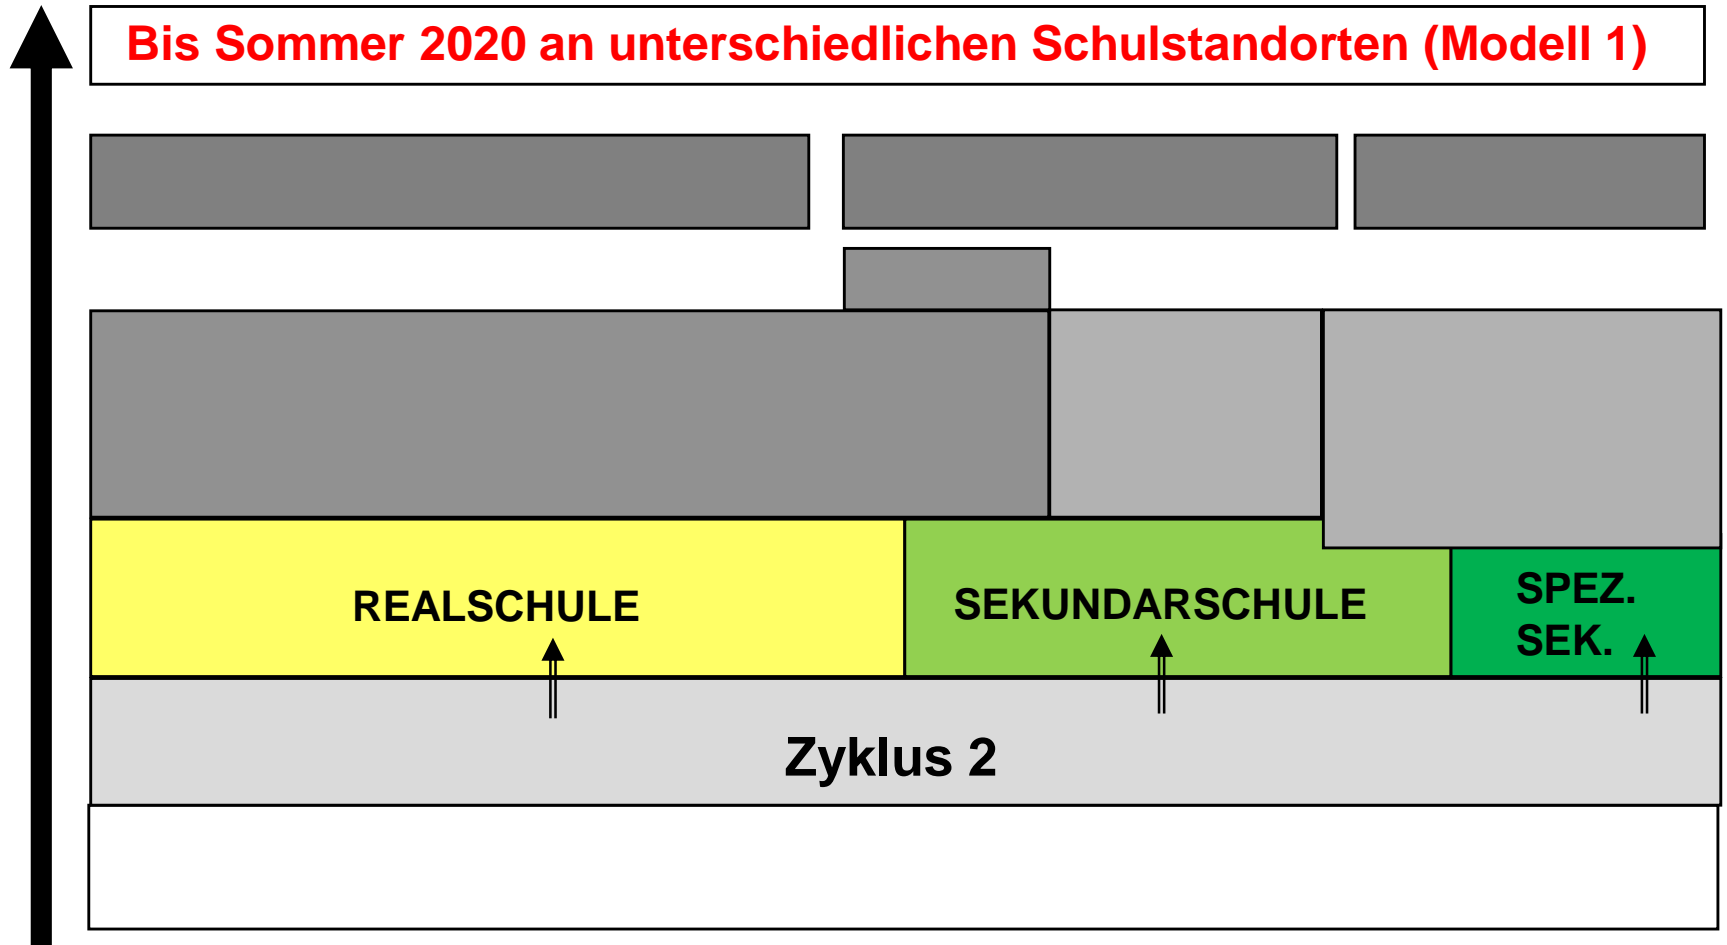 Bis Sommer 2020 an unterschiedlichen Schulstandorten (Modell 1)
REALSCHULE
SEKUNDARSCHULE
SPEZ.
SEK.
Zyklus 2